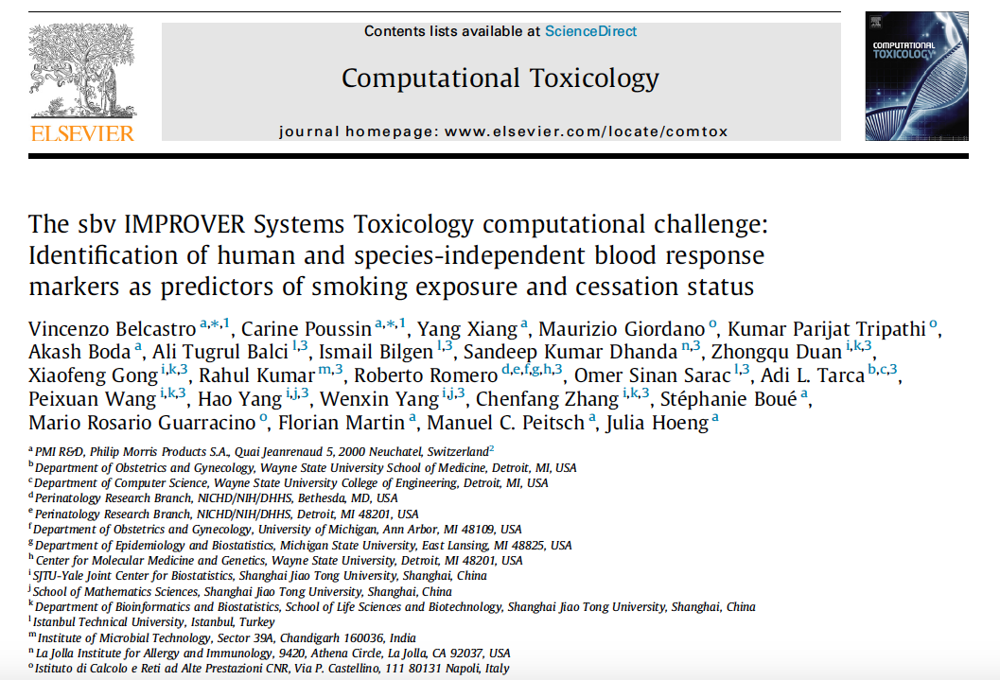 Contents lists available at ScienceDirect
COMPUTATIONAL
TOXICOLOGY
Computational Toxicology
ELSEVIER
journal homepage: www.elsevier.com/locate/comtox
The sbv IMPROVER Systems Toxicology computational challenge:
Identification of human and species-independent blood response
markers as predictors of smoking exposure and cessation status
Vincenzo Belcastro a,*,1, Carine Poussin a,*,1, Yang Xiang a, Maurizio Giordano o, Kumar Parijat Tripathi o,
Akash Boda a, Ali Tugrul Balci l,3, Ismail Bilgen l,3, Sandeep Kumar Dhanda n,3, Zhongqu Duan i,k,3,
Xiaofeng Gong i,k,3, Rahul Kumar m,3, Roberto Romero d,e,f,g,h,3, Omer Sinan Sarac l,3, Adi L. Tarca b,c,3,
Peixuan Wang i,k,3, Hao Yang i,j,3, Wenxin Yang i,j,3, Chenfang Zhang i,k,3, Stéphanie Boué a,
Mario Rosario Guarracino o, Florian Martin a, Manuel C. Peitsch a, Julia Hoeng a
a PMI R&D, Philip Morris Products S.A., Quai Jeanrenaud 5, 2000 Neuchatel, Switzerland2
b Department of Obstetrics and Gynecology, Wayne State University School of Medicine, Detroit, MI, USA
c Department of Computer Science, Wayne State University College of Engineering, Detroit, MI, USA
d Perinatology Research Branch, NICHD/NIH/DHHS, Bethesda, MD, USA
e Perinatology Research Branch, NICHD/NIH/DHHS, Detroit, MI 48201, USA
f Department of Obstetrics and Gynecology, University of Michigan, Ann Arbor, MI 48109, USA
g Department of Epidemiology and Biostatistics, Michigan State University, East Lansing, MI 48825, USA
h Center for Molecular Medicine and Genetics, Wayne State University, Detroit, MI 48201, USA
i SJTU-Yale Joint Center for Biostatistics, Shanghai Jiao Tong University, Shanghai, China
j School of Mathematics Sciences, Shanghai Jiao Tong University, Shanghai, China
k Department of Bioinformatics and Biostatistics, School of Life Sciences and Biotechnology, Shanghai Jiao Tong University, Shanghai, China
l Istanbul Technical University, Istanbul, Turkey
m Institute of Microbial Technology, Sector 39A, Chandigarh 160036, India
n La Jolla Institute for Allergy and Immunology, 9420, Athena Circle, La Jolla, CA 92037, USA
o Istituto di Calcolo e Reti ad Alte Prestazioni CNR, Via P. Castellino, 111 80131 Napoli, Italy